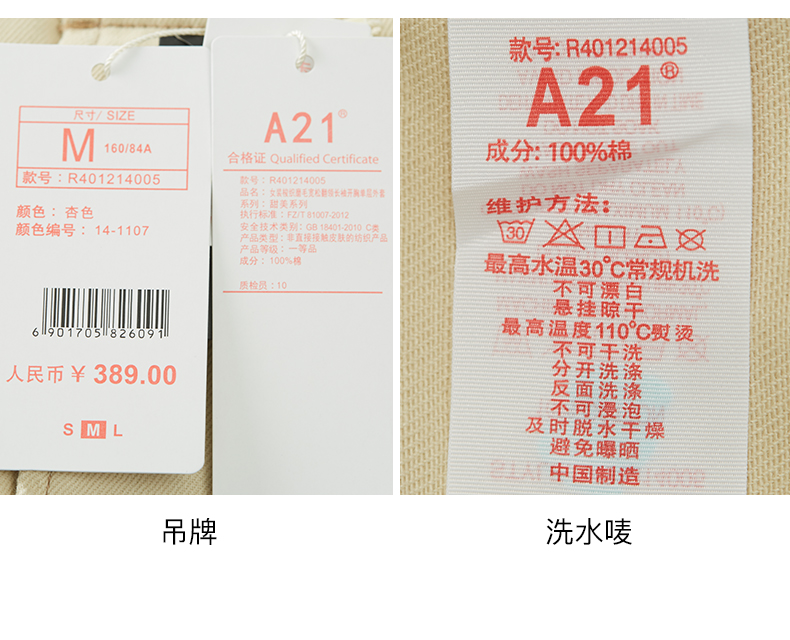 尺寸/ SIZE
M 160/84A
款号：R401214005
颜色：杏色
颜色编号：14-1107
6 901705 826091
人民币 ¥ 389.00
S M L
A21®
合格证 Qualified Certificate
款号：R401214005
系列：甜美系列
执行标准：FZ/T 81007-2012
安全技术类别：GB 18401-2010 C类
产品类型：非直接接触皮肤的纺织产品
产品等级：一等品
成分：100%棉
质检员：10
吊牌
款号: R401214005
A21®
成分: 100%棉
维护方法:
30
最高水温30°C常规机洗
不可漂白
悬挂晾干
最高温度110°C熨烫
不可干洗
分开洗涤
反面洗涤
不可浸泡
及时脱水干燥
避免曝晒
中国制造
洗水唛